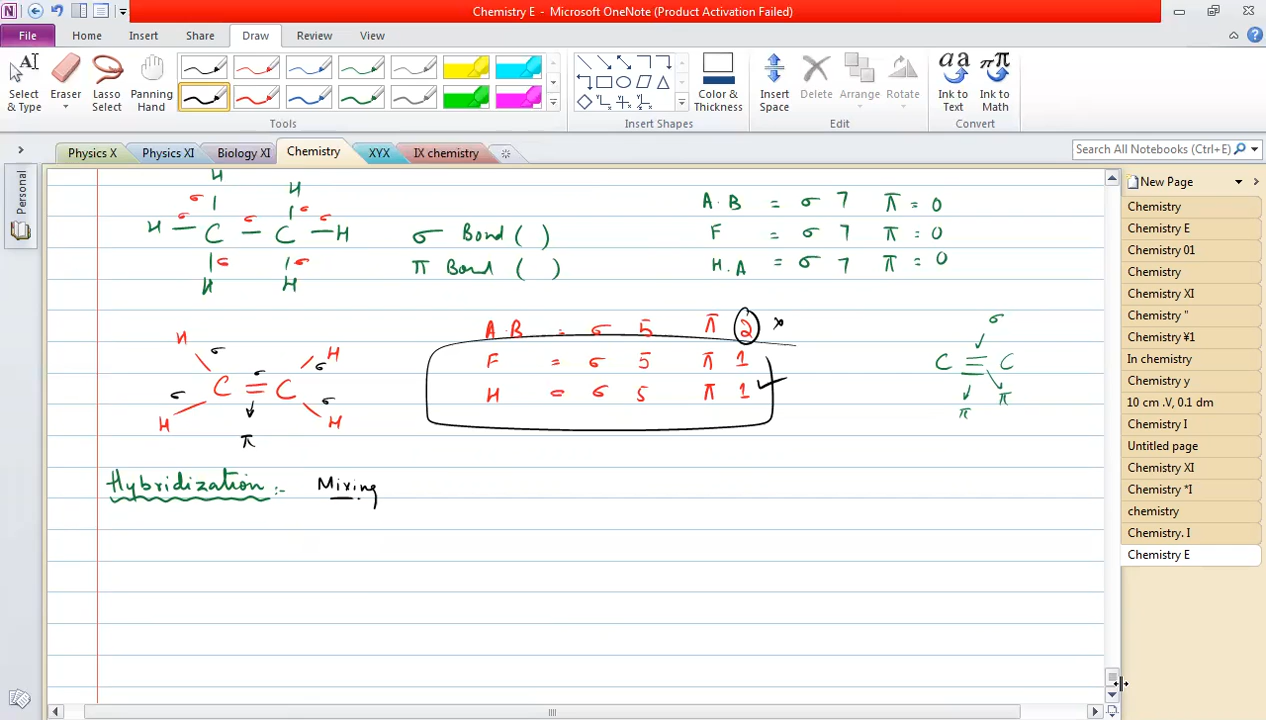 Chemistry E - Microsoft OneNote (Product Activation Failed)
File Home Insert Share Draw Review View
Select & Type
Eraser
Lasso Select
Panning Hand
Color & Thickness
Insert Space
Delete
Arrange
Rotate
Ink to Text
Ink to Math
Tools
Insert Shapes
Edit
Convert
Physics X Physics XI Biology XI Chemistry XYX IX chemistry
Search All Notebooks (Ctrl+E)
Personal
New Page
Chemistry
Chemistry E
Chemistry 01
Chemistry
Chemistry XI
Chemistry "
Chemistry ¥1
In chemistry
Chemistry y
10 cm .V, 0.1 dm
Chemistry I
Untitled page
Chemistry XI
Chemistry *I
chemistry
Chemistry. I
Chemistry E
H H
σ σ σ σ σ
H — C — C — H
σ σ
H H
σ Bond ( )
π Bond ( )
A.B = σ 7 π = 0
F = σ 7 π = 0
H.A = σ 7 π = 0
H σ H
σ σ σ
C = C
σ
H H
π
A.B = σ 5 π 2 ×
F = σ 5 π 1
H = σ 5 π 1 ✓
σ
C ≡ C
π π
Hybridization :- Mixing